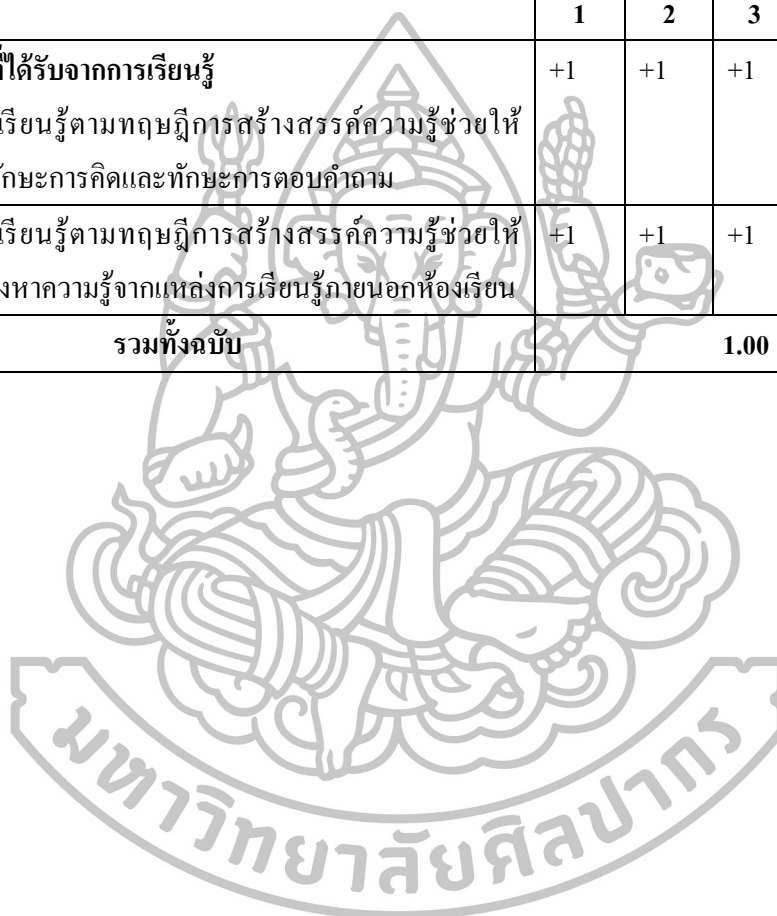 1 2 3
ที่ได้รับจากการเรียนรู้ +1 +1 +1
เรียนรู้ตามทฤษฎีการสร้างสรรค์ความรู้ช่วยให้
ทักษะการคิดและทักษะการตอบคำถาม
เรียนรู้ตามทฤษฎีการสร้างสรรค์ความรู้ช่วยให้ +1 +1 +1
งหาความรู้จากแหล่งการเรียนรู้ภายนอกห้องเรียน
รวมทั้งฉบับ 1.00
มหาวิทยาลัยศิลปากร